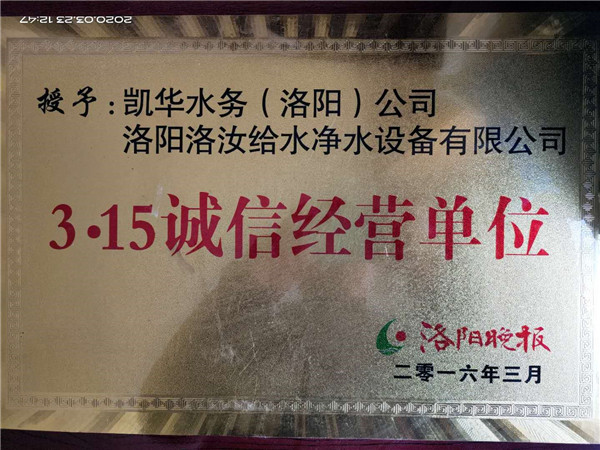 2020.03.23 12:47
授予：凯华水务（洛阳）公司
洛阳洛汝给水净水设备有限公司
3·15诚信经营单位
洛阳晚报
二零一六年三月